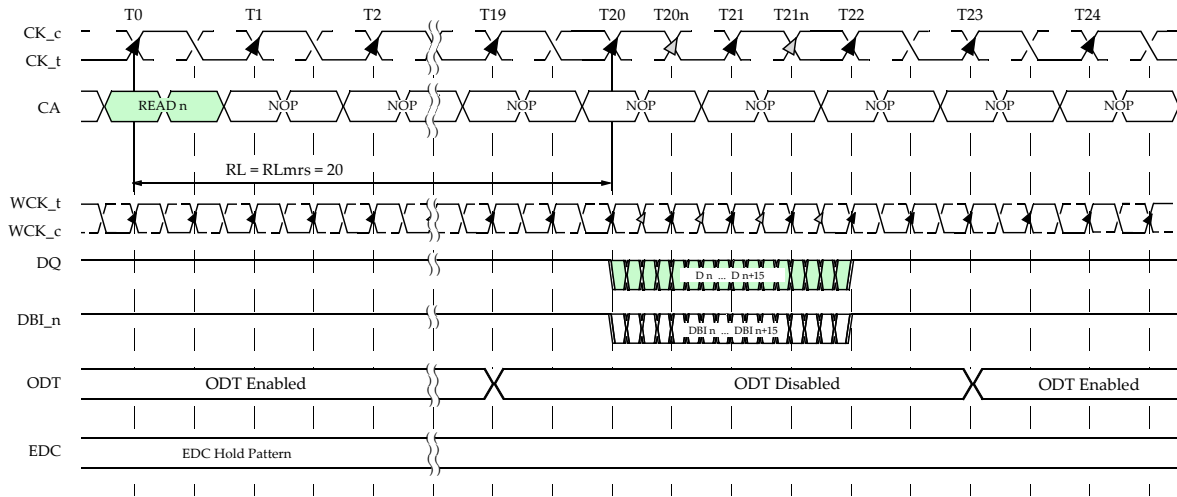 T0 T1 T2 T19 T20 T20n T21 T21n T22 T23 T24
CK_c
CK_t
CA READ n NOP NOP NOP NOP NOP NOP NOP NOP
RL = RLmrs = 20
WCK_t
WCK_c
DQ D n ... D n+15
DBI_n DBI n ... DBI n+15
ODT ODT Enabled ODT Disabled ODT Enabled
EDC EDC Hold Pattern